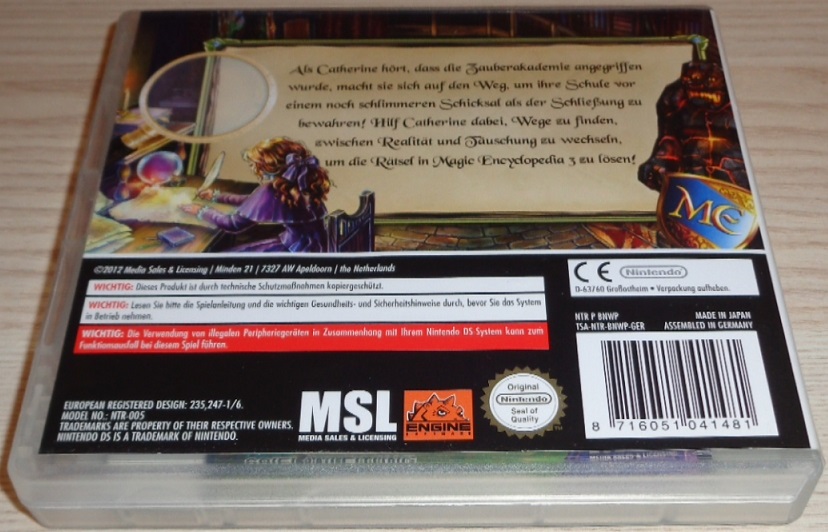 Als Catherine hört, dass die Zauberakademie angegriffen
wurde, macht sie sich auf den Weg, um ihre Schule vor
einem noch schlimmeren Schicksal als der Schließung zu
bewahren! Hilf Catherine dabei, Wege zu finden,
zwischen Realität und Täuschung zu wechseln,
um die Rätsel in Magic Encyclopedia 3 zu lösen!
MC
©2012 Media Sales & Licensing | Minden 21 | 7327 AW Apeldoorn | the Netherlands
WICHTIG: Dieses Produkt ist durch technische Schutzmaßnahmen kopiergeschützt.
WICHTIG: Lesen Sie bitte die Spielanleitung und die wichtigen Gesundheits- und Sicherheitshinweise durch, bevor Sie das System
in Betrieb nehmen.
WICHTIG: Die Verwendung von illegalen Peripheriegeräten in Zusammenhang mit Ihrem Nintendo DS-System kann zum
Funktionsausfall bei diesem Spiel führen.
CE Nintendo
D-63760 Großostheim • Verpackung aufheben.
NTR P BNWP MADE IN JAPAN
TSA-NTR-BNWP-GER ASSEMBLED IN GERMANY
EUROPEAN REGISTERED DESIGN: 235,247-1/6.
MODEL NO.: NTR-005
TRADEMARKS ARE PROPERTY OF THEIR RESPECTIVE OWNERS.
NINTENDO DS IS A TRADEMARK OF NINTENDO.
MSL
MEDIA SALES & LICENSING
ENGINE
SOFTWARE
Original
Nintendo
Seal of
Quality
8 716051 041481